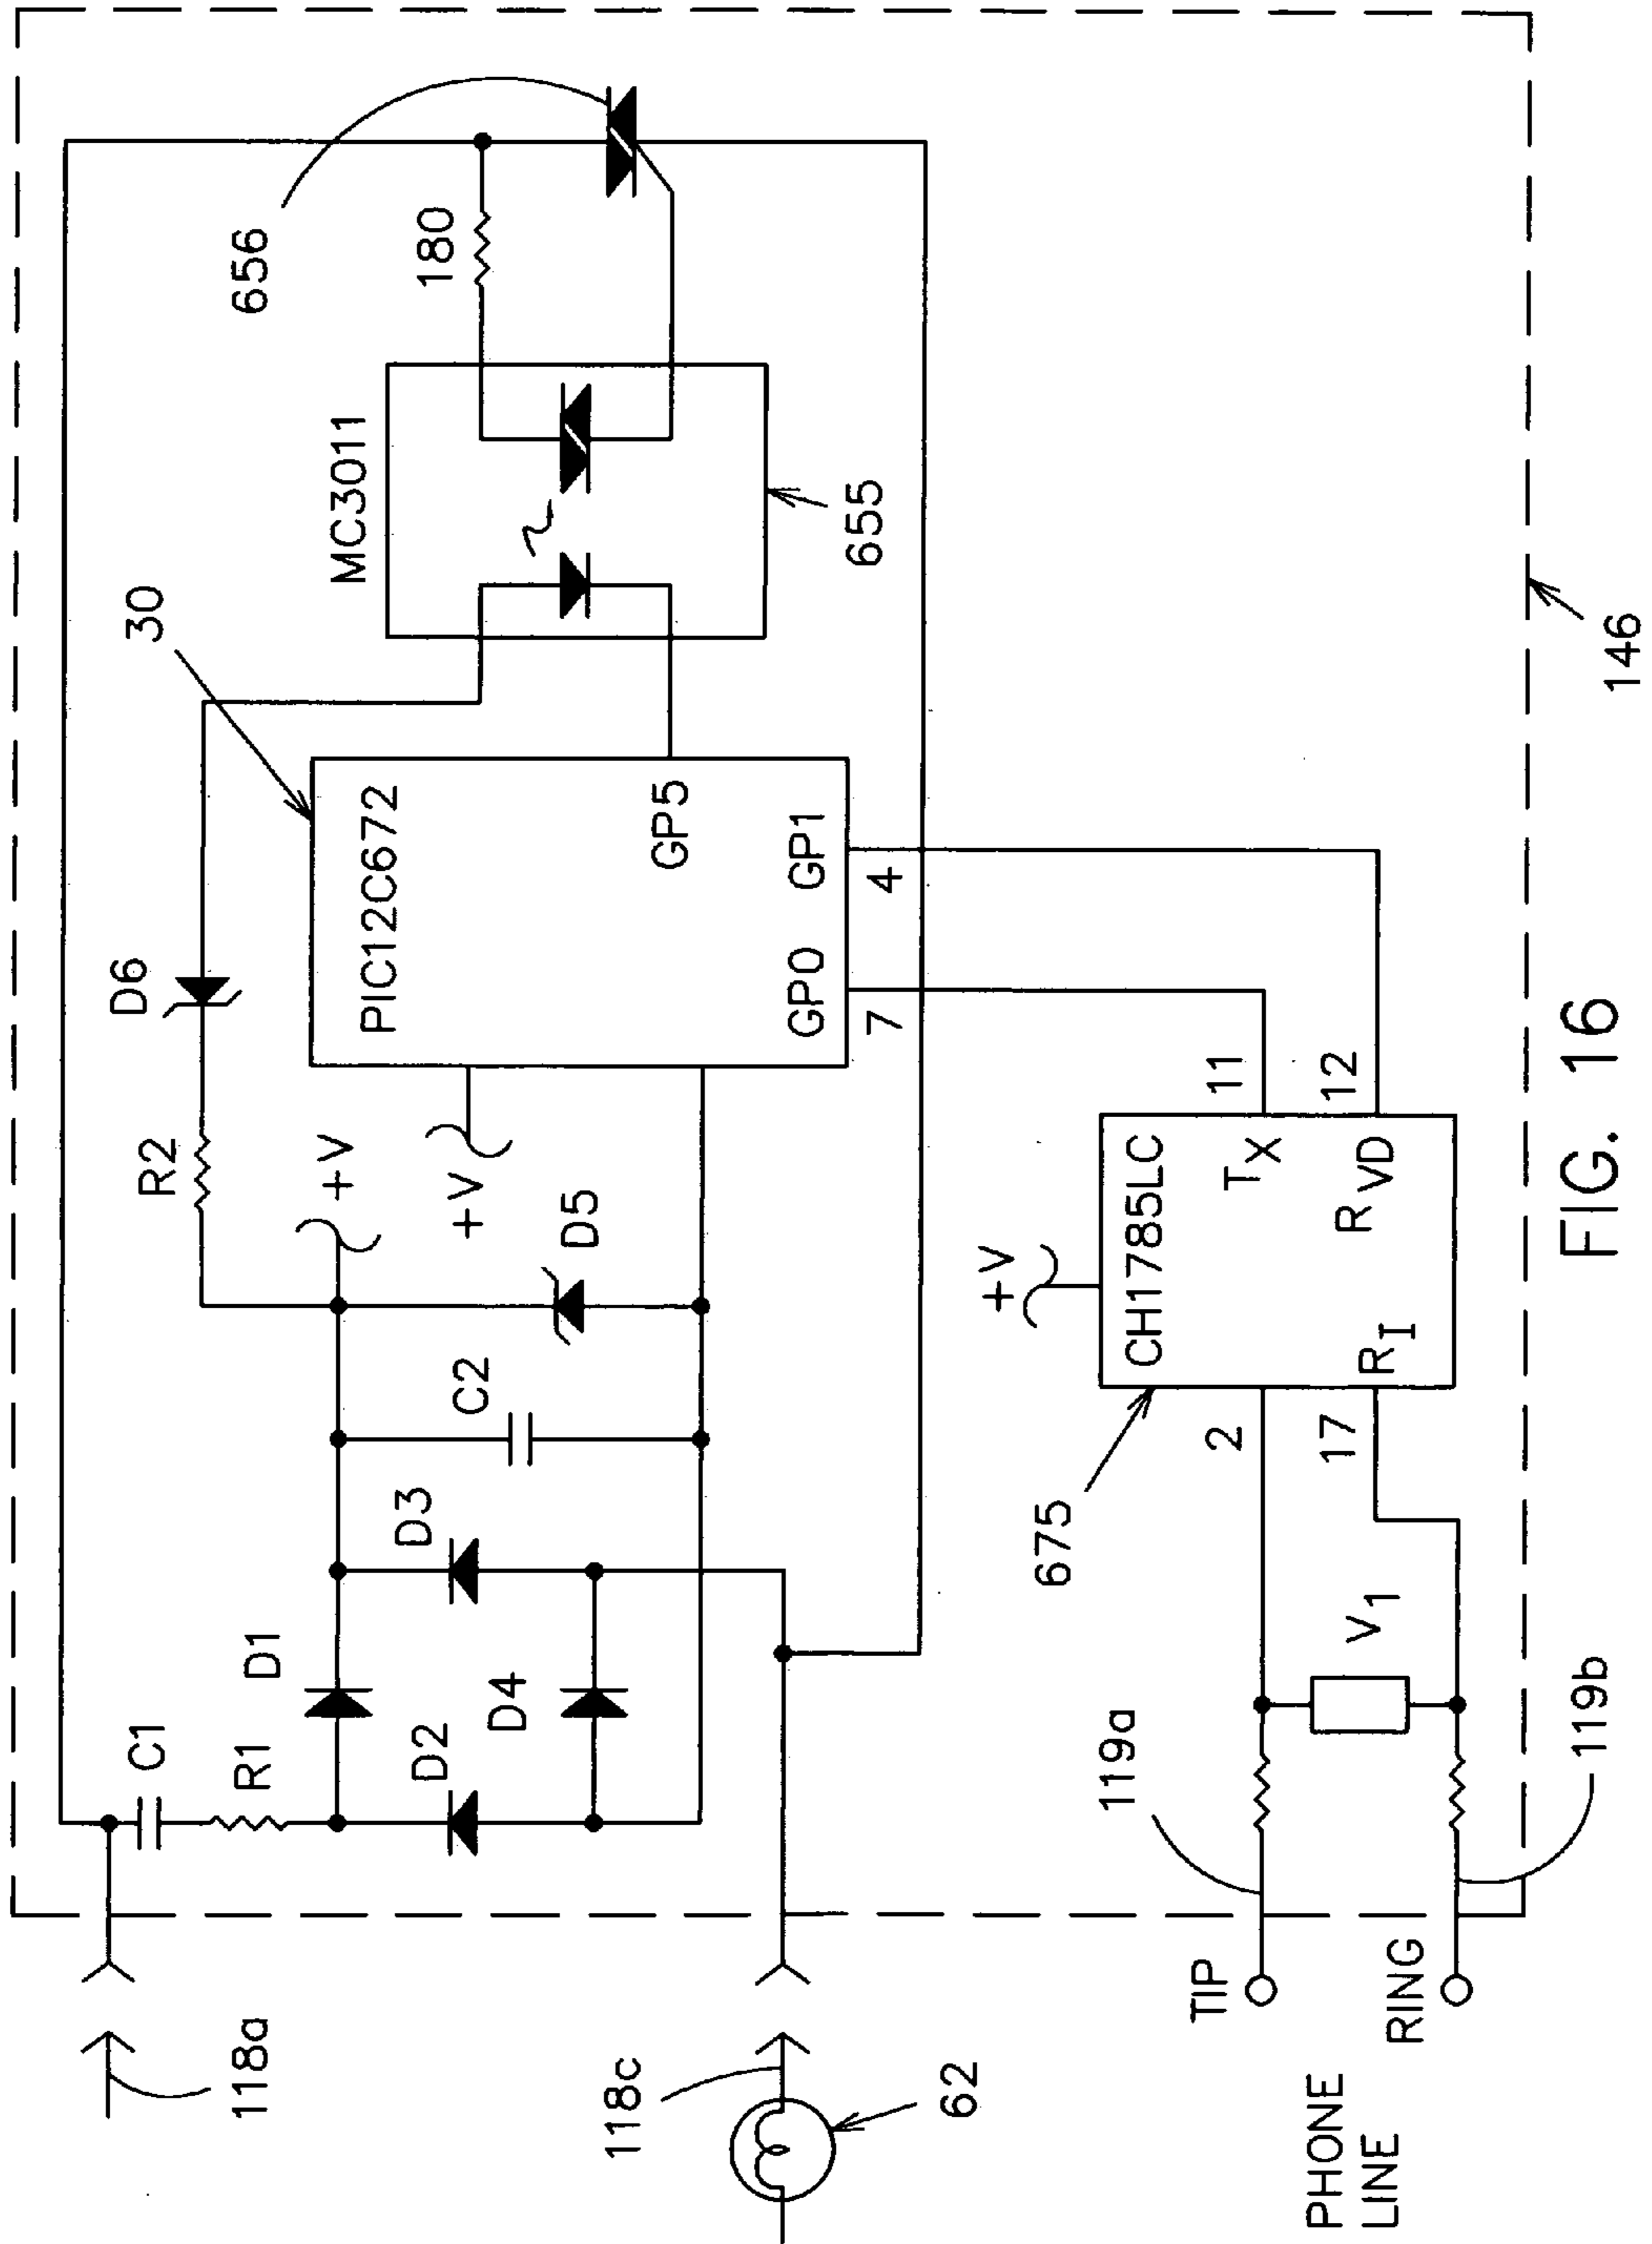 118a
C1
R1
D1
D2
D3
D4
C2
D5
+V
+V
R2
D6
30
PIC12C672
GP5
GP0
GP1
7
4
MC3011
655
180
656
118c
62
PHONE
LINE
TIP
RING
119a
119b
V1
675
2
17
+V
CH1785LC
TX
RI
RVD
11
12
146
FIG. 16